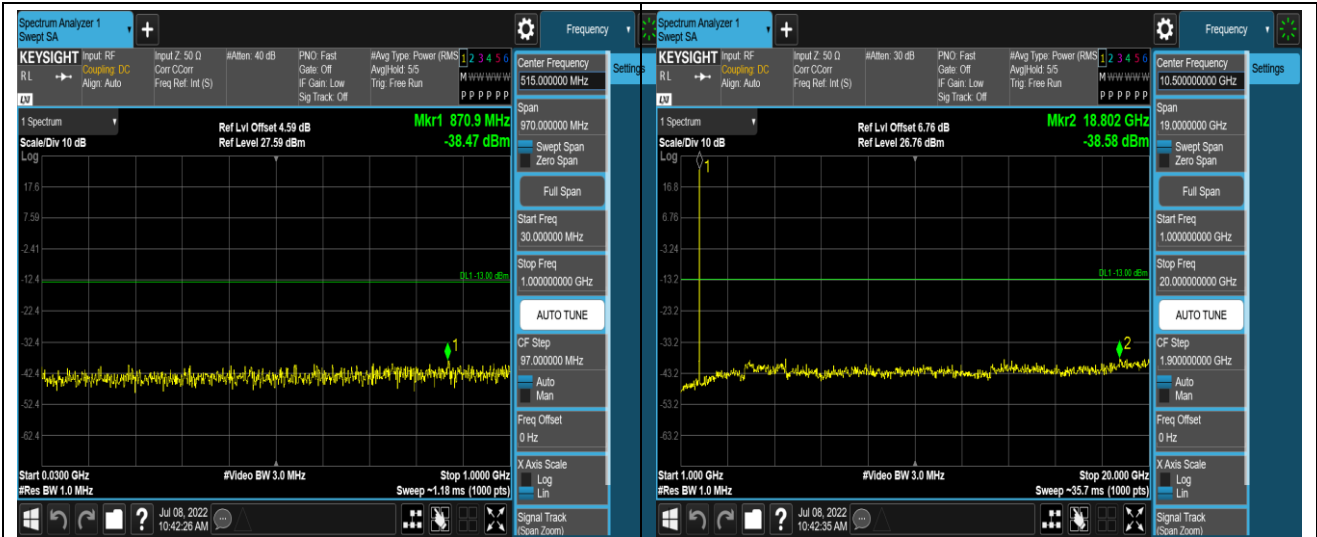 Spectrum Analyzer 1
Swept SA
+
Frequency
KEYSIGHT
Input: RF
Coupling: DC
Align: Auto
Input Z: 50 Ω
Corr CCorr
Freq Ref: Int (S)
#Atten: 40 dB
PNO: Fast
Gate: Off
IF Gain: Low
Sig Track: Off
#Avg Type: Power (RMS
Avg|Hold: 5/5
Trig: Free Run
1 2 3 4 5 6
M W W W W W
P P P P P P
RL
LXI
Center Frequency
515.000000 MHz
Settings
1 Spectrum
Scale/Div 10 dB
Log
Ref Lvl Offset 4.59 dB
Ref Level 27.59 dBm
Mkr1 870.9 MHz
-38.47 dBm
17.6
7.59
-2.41
-12.4
-22.4
-32.4
-42.4
-52.4
-62.4
DL1 -13.00 dBm
1
Start 0.0300 GHz
#Res BW 1.0 MHz
#Video BW 3.0 MHz
Stop 1.0000 GHz
Sweep ~1.18 ms (1000 pts)
Span
970.000000 MHz
Swept Span
Zero Span
Full Span
Start Freq
30.000000 MHz
Stop Freq
1.000000000 GHz
AUTO TUNE
CF Step
97.000000 MHz
Auto
Man
Freq Offset
0 Hz
X Axis Scale
Log
Lin
Signal Track
(Span Zoom)
?
Jul 08, 2022
10:42:26 AM
Spectrum Analyzer 1
Swept SA
+
Frequency
KEYSIGHT
Input: RF
Coupling: DC
Align: Auto
Input Z: 50 Ω
Corr CCorr
Freq Ref: Int (S)
#Atten: 30 dB
PNO: Fast
Gate: Off
IF Gain: Low
Sig Track: Off
#Avg Type: Power (RMS
Avg|Hold: 5/5
Trig: Free Run
1 2 3 4 5 6
M W W W W W
P P P P P P
RL
LXI
Center Frequency
10.500000000 GHz
Settings
1 Spectrum
Scale/Div 10 dB
Log
Ref Lvl Offset 6.76 dB
Ref Level 26.76 dBm
Mkr2 18.802 GHz
-38.58 dBm
1
16.8
6.76
-3.24
-13.2
-23.2
-33.2
-43.2
-53.2
-63.2
DL1 -13.00 dBm
2
Start 1.000 GHz
#Res BW 1.0 MHz
#Video BW 3.0 MHz
Stop 20.000 GHz
Sweep ~35.7 ms (1000 pts)
Span
19.0000000 GHz
Swept Span
Zero Span
Full Span
Start Freq
1.000000000 GHz
Stop Freq
20.000000000 GHz
AUTO TUNE
CF Step
1.900000000 GHz
Auto
Man
Freq Offset
0 Hz
X Axis Scale
Log
Lin
Signal Track
(Span Zoom)
?
Jul 08, 2022
10:42:35 AM